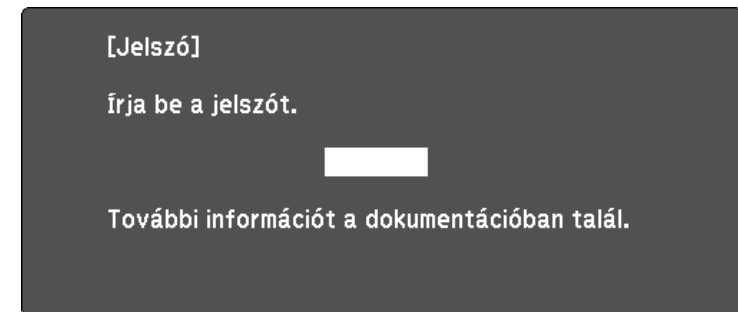 [Jelszó]
Írja be a jelszót.
További információt a dokumentációban talál.